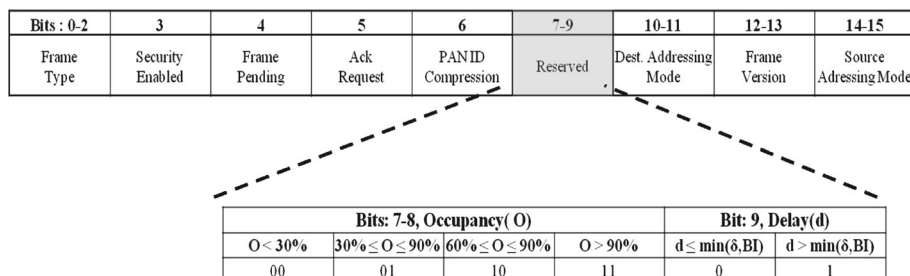 Bits : 0-2 3 4 5 6 7-9 10-11 12-13 14-15
Frame Type Security Enabled Frame Pending Ack Request PAN ID Compression Reserved Dest. Addressing Mode Frame Version Source Adressing Mode
Bits: 7-8, Occupancy( O) Bit: 9, Delay(d)
O < 30% 30% ≤ O ≤ 90% 60% ≤ O ≤ 90% O > 90% d ≤ min(δ,BI) d > min(δ,BI)
00 01 10 11 0 1